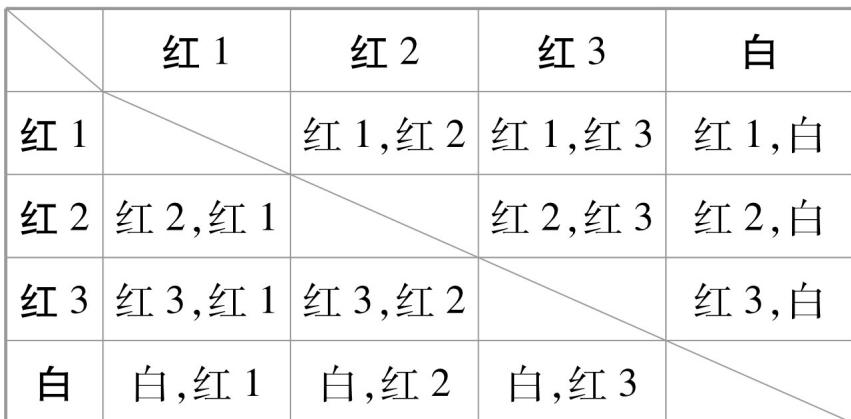 红 1 红 2 红 3 白
红 1 红 1,红 2 红 1,红 3 红 1,白
红 2 红 2,红 1 红 2,红 3 红 2,白
红 3 红 3,红 1 红 3,红 2 红 3,白
白 白,红 1 白,红 2 白,红 3